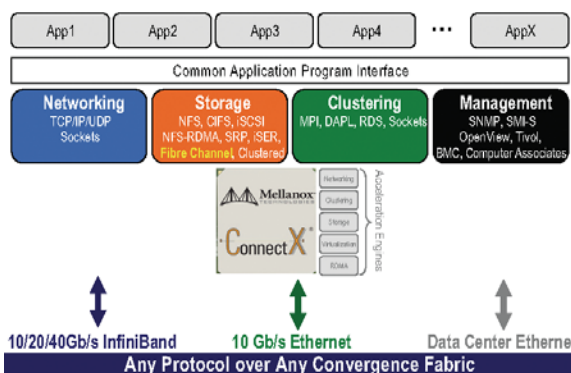 App1 App2 App3 App4 ... AppX
Common Application Program Interface
Networking
TCP/IP/UDP
Sockets
Storage
NFS, CIFS, iSCSI
NFS-RDMA, SRP, iSER,
Fibre Channel, Clustered
Clustering
MPI, DAPL, RDS, Sockets
Management
SNMP, SMI-S
OpenView, Tivol,
BMC, Computer Associates
Mellanox
TECHNOLOGIES
ConnectX
Networking
Clustering
Storage
Virtualization
RDMA
Acceleration Engines
10/20/40Gb/s InfiniBand
10 Gb/s Ethernet
Data Center Etherne
Any Protocol over Any Convergence Fabric